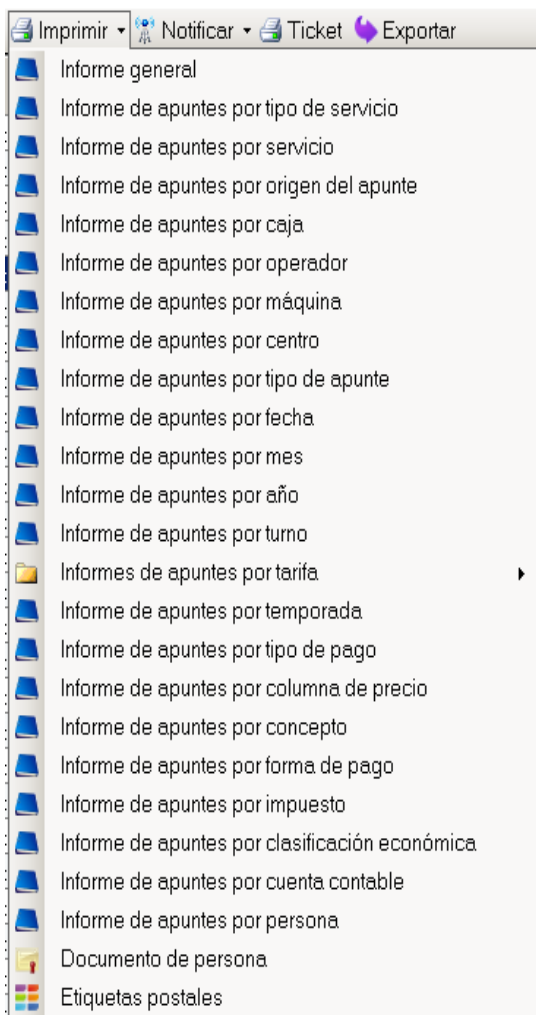 Imprimir Notificar Ticket Exportar
Informe general
Informe de apuntes por tipo de servicio
Informe de apuntes por servicio
Informe de apuntes por origen del apunte
Informe de apuntes por caja
Informe de apuntes por operador
Informe de apuntes por máquina
Informe de apuntes por centro
Informe de apuntes por tipo de apunte
Informe de apuntes por fecha
Informe de apuntes por mes
Informe de apuntes por año
Informe de apuntes por turno
Informes de apuntes por tarifa
Informe de apuntes por temporada
Informe de apuntes por tipo de pago
Informe de apuntes por columna de precio
Informe de apuntes por concepto
Informe de apuntes por forma de pago
Informe de apuntes por impuesto
Informe de apuntes por clasificación económica
Informe de apuntes por cuenta contable
Informe de apuntes por persona
Documento de persona
Etiquetas postales